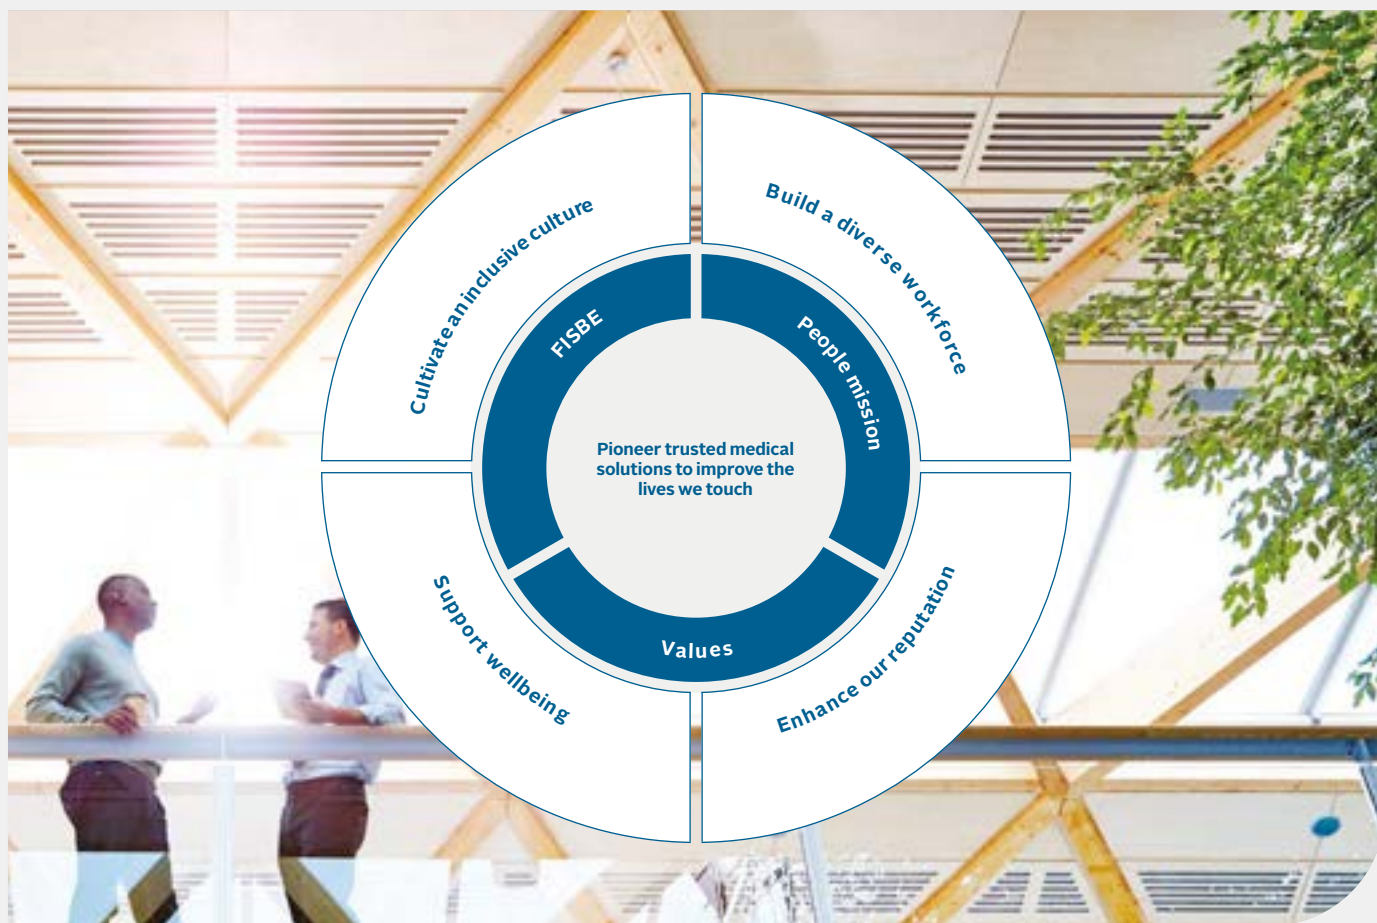 Cultivate an inclusive culture
Build a diverse workforce
FISBE
People mission
Pioneer trusted medical
solutions to improve the
lives we touch
Values
Support wellbeing
Enhance our reputation